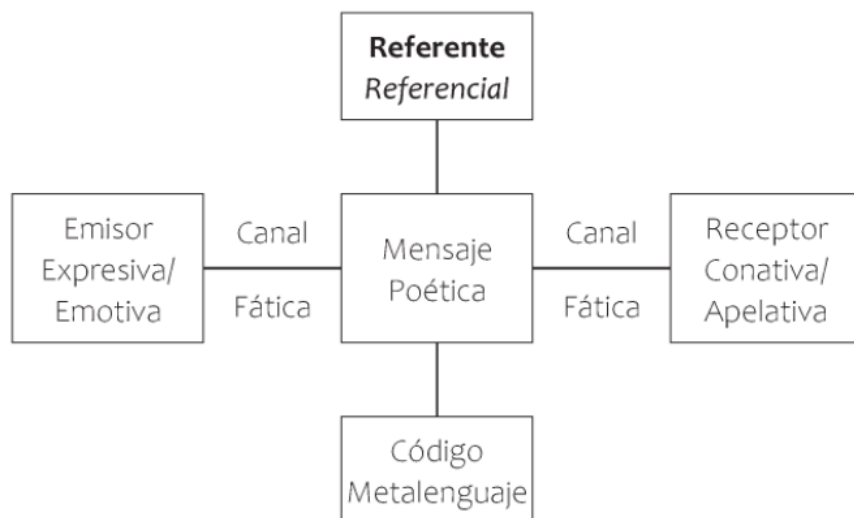 Referente
Referencial
Emisor
Expresiva/
Emotiva
Canal
Fática
Mensaje
Poética
Canal
Fática
Receptor
Conativa/
Apelativa
Código
Metalenguaje